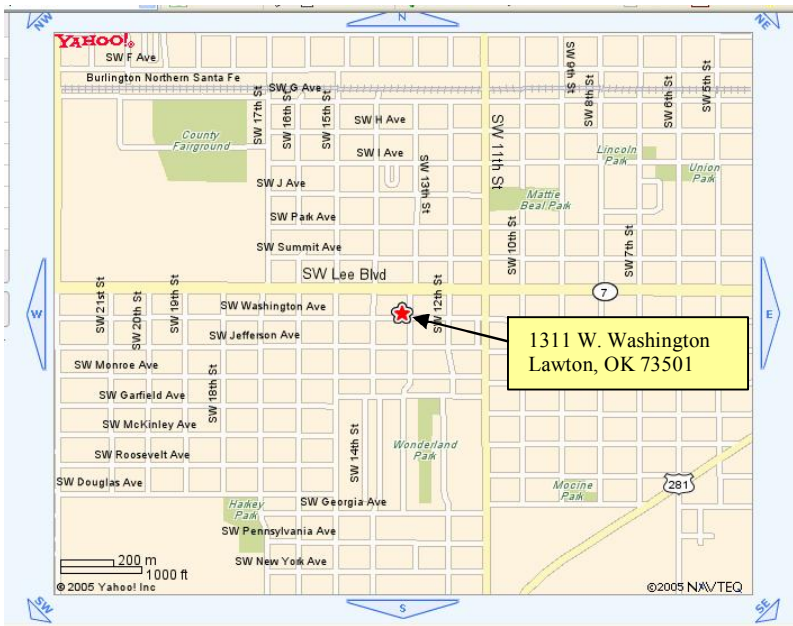 NW
N
NE
YAHOO!
SW F Ave
Burlington Northern Santa Fe
SW G Ave
SW 9th St
SW 8th St
SW 6th St
SW 5th St
SW 17th St
SW 16th St
SW 15th St
SW H Ave
County
Fairground
SW I Ave
SW 11th St
Lincoln
Park
Union
Park
SW J Ave
SW 13th St
Mattie
Beal Park
SW Park Ave
SW 10th St
SW 7th St
SW Summit Ave
SW Lee Blvd
7
W
E
SW 21st St
SW 20th St
SW 19th St
SW Washington Ave
SW 12th St
SW Jefferson Ave
1311 W. Washington
Lawton, OK 73501
SW Monroe Ave
SW Garfield Ave
SW 18th St
SW McKinley Ave
SW 14th St
Wonderland
Park
SW Roosevelt Ave
SW Douglas Ave
Mocine
Park
281
Harkey
Park
SW Georgia Ave
SW Pennsylvania Ave
SW New York Ave
200 m
1000 ft
©2005 Yahoo! Inc
©2005 NAVTEQ
SW
S
SE